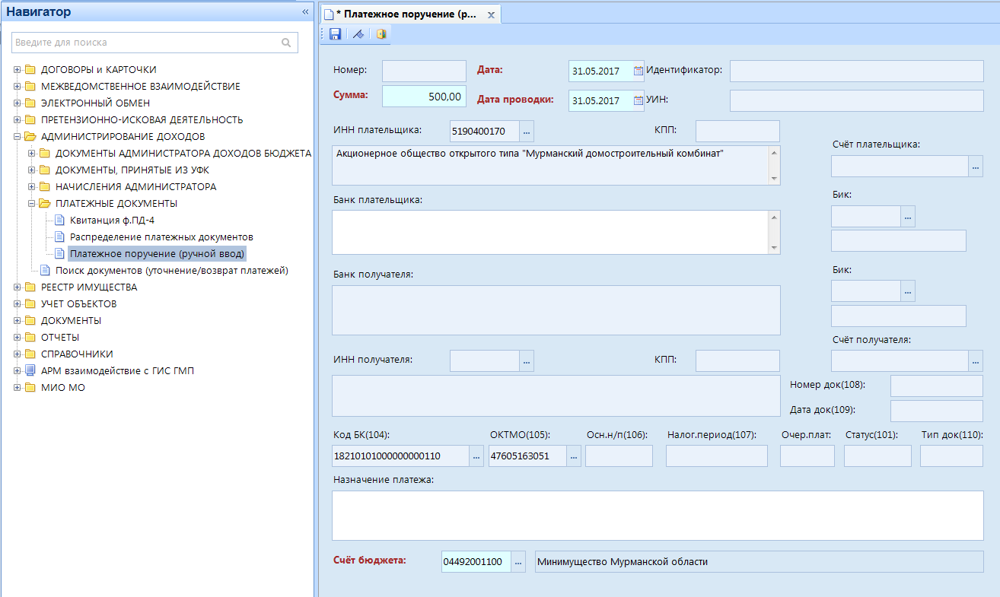 Навигатор
«
Введите для поиска
ДОГОВОРЫ и КАРТОЧКИ
МЕЖВЕДОМСТВЕННОЕ ВЗАИМОДЕЙСТВИЕ
ЭЛЕКТРОННЫЙ ОБМЕН
ПРЕТЕНЗИОННО-ИСКОВАЯ ДЕЯТЕЛЬНОСТЬ
АДМИНИСТРИРОВАНИЕ ДОХОДОВ
ДОКУМЕНТЫ АДМИНИСТРАТОРА ДОХОДОВ БЮДЖЕТА
ДОКУМЕНТЫ, ПРИНЯТЫЕ ИЗ УФК
НАЧИСЛЕНИЯ АДМИНИСТРАТОРА
ПЛАТЕЖНЫЕ ДОКУМЕНТЫ
Квитанция ф.ПД-4
Распределение платежных документов
Платежное поручение (ручной ввод)
Поиск документов (уточнение/возврат платежей)
РЕЕСТР ИМУЩЕСТВА
УЧЕТ ОБЪЕКТОВ
ДОКУМЕНТЫ
ОТЧЕТЫ
СПРАВОЧНИКИ
АРМ взаимодействие с ГИС ГМП
МИО МО
* Платежное поручение (р... x
Номер: Дата: 31.05.2017 Идентификатор:
Сумма: 500,00 Дата проводки: 31.05.2017 УИН:
ИНН плательщика: 5190400170 ... КПП:
Счёт плательщика:
Акционерное общество открытого типа "Мурманский домостроительный комбинат"
...
Банк плательщика: Бик:
...
Банк получателя: Бик:
...
Счёт получателя:
ИНН получателя: ... КПП: ...
Номер док(108):
Дата док(109):
Код БК(104): ОКТМО(105): Осн.н/п(106): Налог.период(107): Очер.плат: Статус(101): Тип док(110):
18210101000000000110 ... 47605163051 ...
Назначение платежа:
Счёт бюджета: 04492001100 ... Минимущество Мурманской области